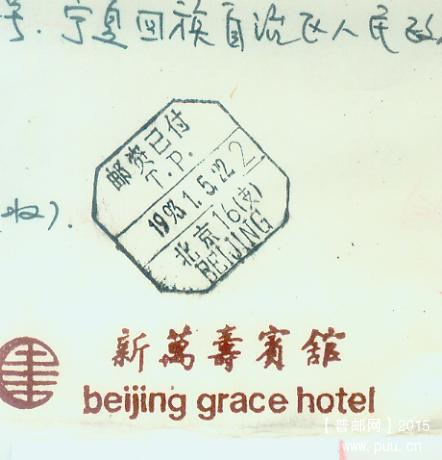 号. 宁夏回族自治区人民政
收).
邮资已付
T.P.
1993.1.5.22 2
北京16(支)
BEIJING
新萬壽賓館
beijing grace hotel
【普邮网】2015
www.puu.cn